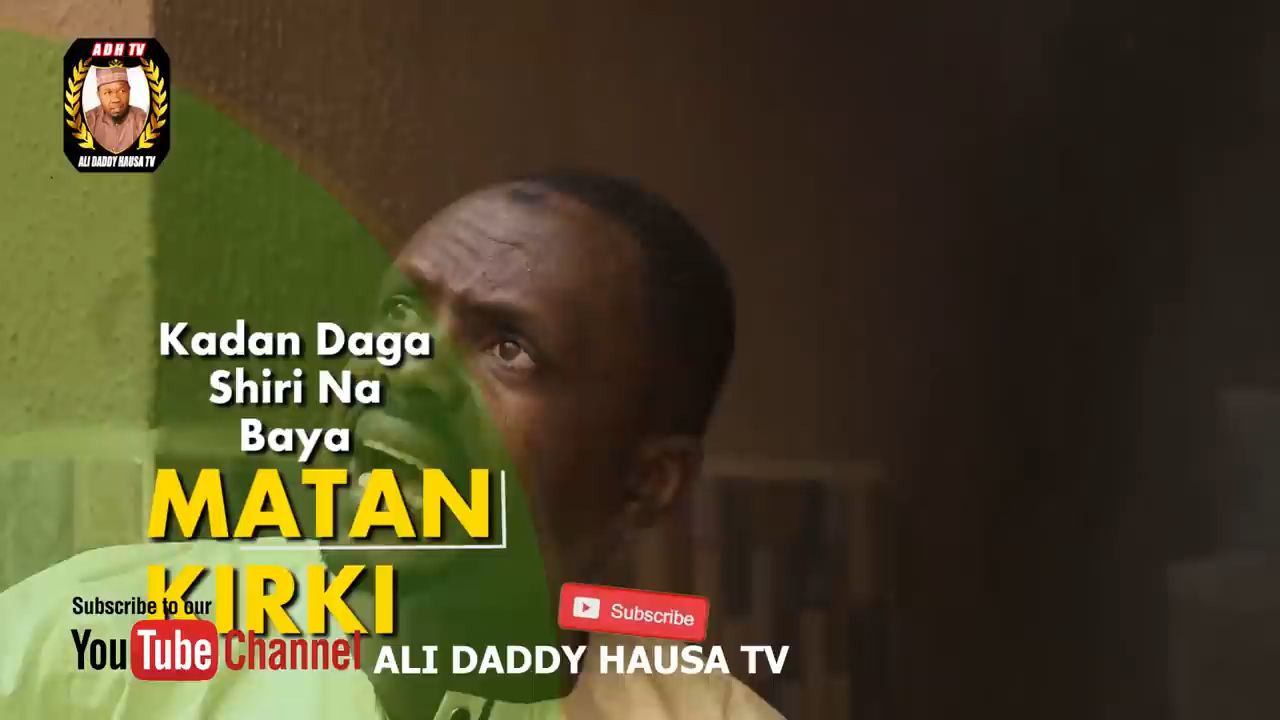 ADH TV
ALI DADDY HAUSA TV
Kadan Daga
Shiri Na
Baya
MATAN
KIRKI
Subscribe to our
YouTube Channel
Subscribe
ALI DADDY HAUSA TV